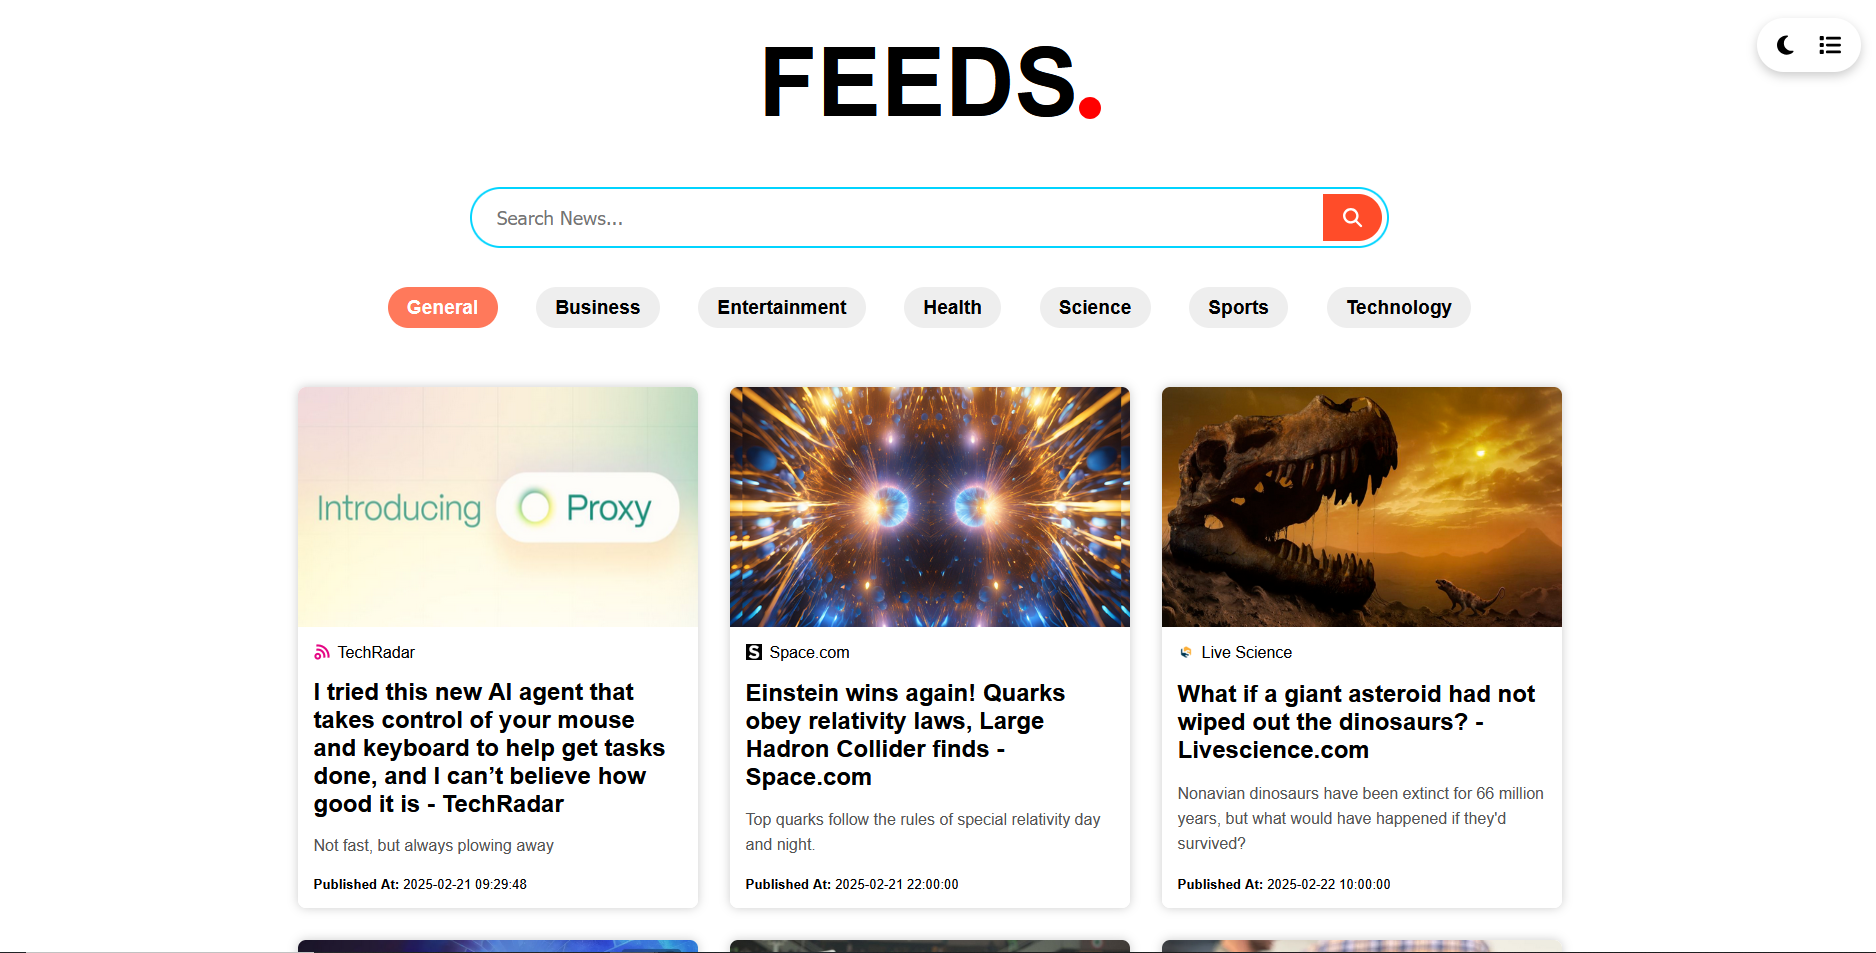 FEEDS.
Search News...
General
Business
Entertainment
Health
Science
Sports
Technology
Introducing Proxy
TechRadar
I tried this new AI agent that
takes control of your mouse
and keyboard to help get tasks
done, and I can’t believe how
good it is - TechRadar
Not fast, but always plowing away
Published At: 2025-02-21 09:29:48
S Space.com
Einstein wins again! Quarks
obey relativity laws, Large
Hadron Collider finds -
Space.com
Top quarks follow the rules of special relativity day
and night.
Published At: 2025-02-21 22:00:00
Live Science
What if a giant asteroid had not
wiped out the dinosaurs? -
Livescience.com
Nonavian dinosaurs have been extinct for 66 million
years, but what would have happened if they'd
survived?
Published At: 2025-02-22 10:00:00